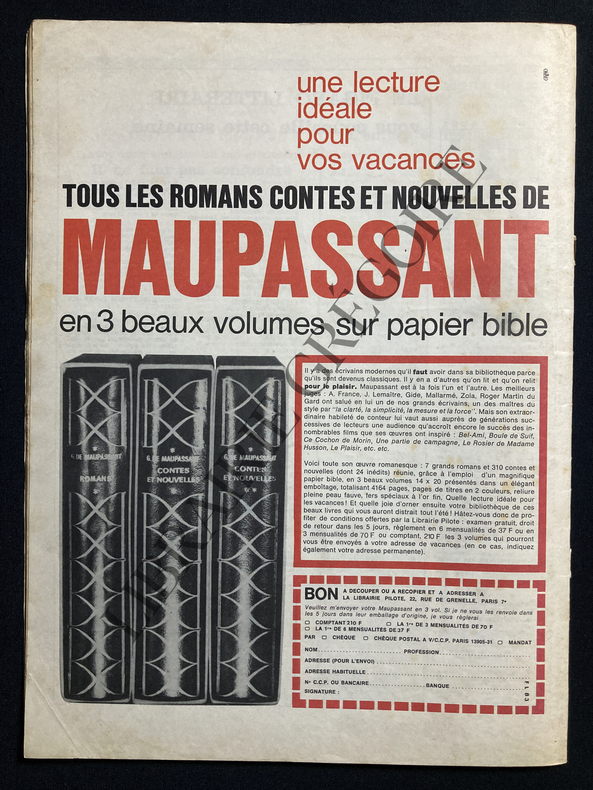 une lecture
idéale
pour
vos vacances
TOUS LES ROMANS CONTES ET NOUVELLES DE
MAUPASSANT
en 3 beaux volumes sur papier bible
G. DE MAUPASSANT
ROMANS
G. DE MAUPASSANT
CONTES
ET NOUVELLES
G. DE MAUPASSANT
CONTES
ET NOUVELLES
Il y a des écrivains modernes qu'il faut avoir dans sa bibliothèque parce
qu'ils sont devenus classiques. Il y en a d'autres qu'on lit et qu'on relit
pour le plaisir. Maupassant est à la fois l'un et l'autre. Les meilleurs
juges : A. France, J. Lemaître, Gide, Mallarmé, Zola, Roger Martin du
Gard ont salué en lui un de nos grands écrivains, un des maîtres du
style par "la clarté, la simplicité, la mesure et la force". Mais son extraor-
dinaire habileté de conteur lui vaut aussi auprès de générations suc-
cessives de lecteurs une audience qu'accroît encore le succès des in-
nombrables films que ses œuvres ont inspiré : Bel-Ami, Boule de Suif,
Ce Cochon de Morin, Une partie de campagne, Le Rosier de Madame
Husson, Le Plaisir, etc. etc.
Voici toute son œuvre romanesque : 7 grands romans et 310 contes et
nouvelles (dont 24 inédits) réunie, grâce à l'emploi d'un magnifique
papier bible, en 3 beaux volumes 14 x 20 présentés dans un élégant
emboîtage, totalisant 4164 pages, pages de titres en 2 couleurs, reliure
pleine peau fauve, fers spéciaux à l'or fin. Quelle lecture idéale pour
les vacances ! Et quelle joie d'orner ensuite votre bibliothèque de ces
beaux livres qui vous auront distrait tout l'été ! Hâtez-vous donc de pro-
fiter de conditions offertes par la Librairie Pilote : examen gratuit, droit
de retour dans les 5 jours, règlement en 6 mensualités de 37 F ou en
3 mensualités de 70 F ou comptant, 210 F les 3 volumes qui pourront
vous être envoyés à votre adresse de vacances (en ce cas, indiquez
également votre adresse permanente).
BON A DECOUPER OU A RECOPIER ET A ADRESSER A
LA LIBRAIRIE PILOTE, 22, RUE DE GRENELLE, PARIS 7e
Veuillez m'envoyer votre Maupassant en 3 vol. Si je ne vous les renvoie dans
les 5 jours dans leur emballage d'origine, je vous réglerai
COMPTANT 210 F LA 1re DE 3 MENSUALITES DE 70 F
LA 1re DE 6 MENSUALITES DE 37 F
PAR CHÈQUE CHÈQUE POSTAL A V/C.C.P. PARIS 13905-31 MANDAT
NOM PROFESSION
ADRESSE (POUR L'ENVOI)
ADRESSE HABITUELLE
N° C.C.P. OU BANCAIRE BANQUE
SIGNATURE :
LIBRAIRIE GRÉGOIRE